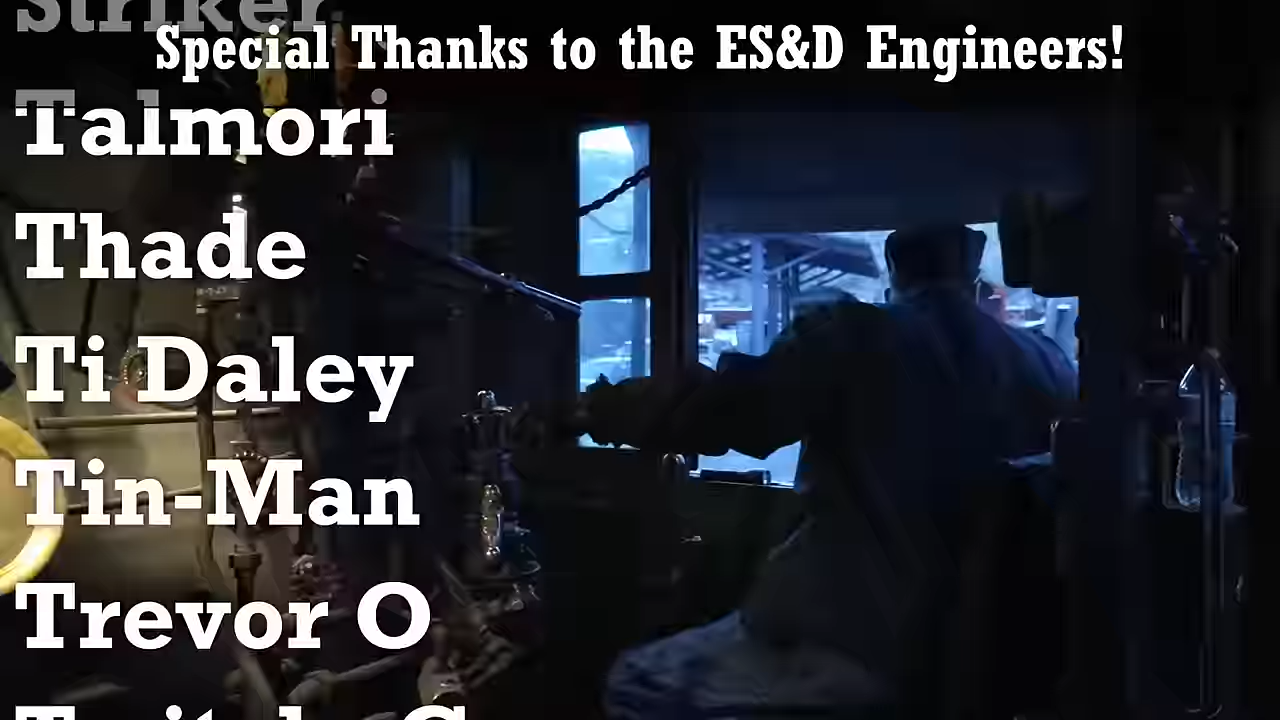 Striker
Special Thanks to the ES&D Engineers!
Talmori
Thade
Ti Daley
Tin-Man
Trevor O